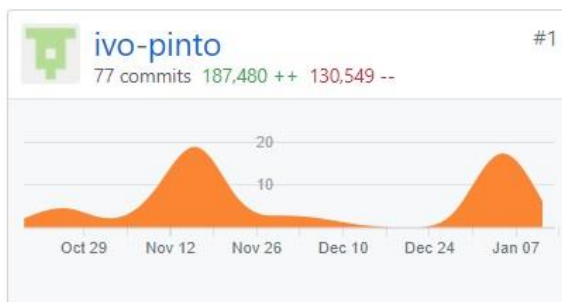 ivo-pinto
#1
77 commits 187,480 ++ 130,549 --
20
10
Oct 29 Nov 12 Nov 26 Dec 10 Dec 24 Jan 07